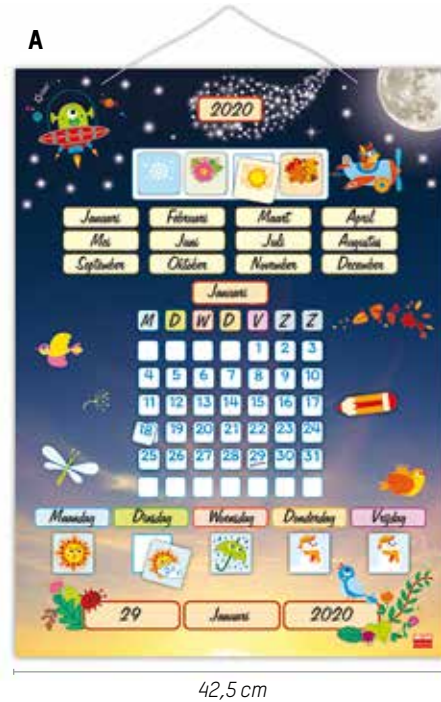 A
2020
Januari Februari Maart April
Mei Juni Juli Augustus
September Oktober November December
Januari
M D W D V Z Z
1 2 3
4 5 6 7 8 9 10
11 12 13 14 15 16 17
18 19 20 21 22 23 24
25 26 27 28 29 30 31
Maandag Dinsdag Woensdag Donderdag Vrijdag
29 Januari 2020
42,5 cm